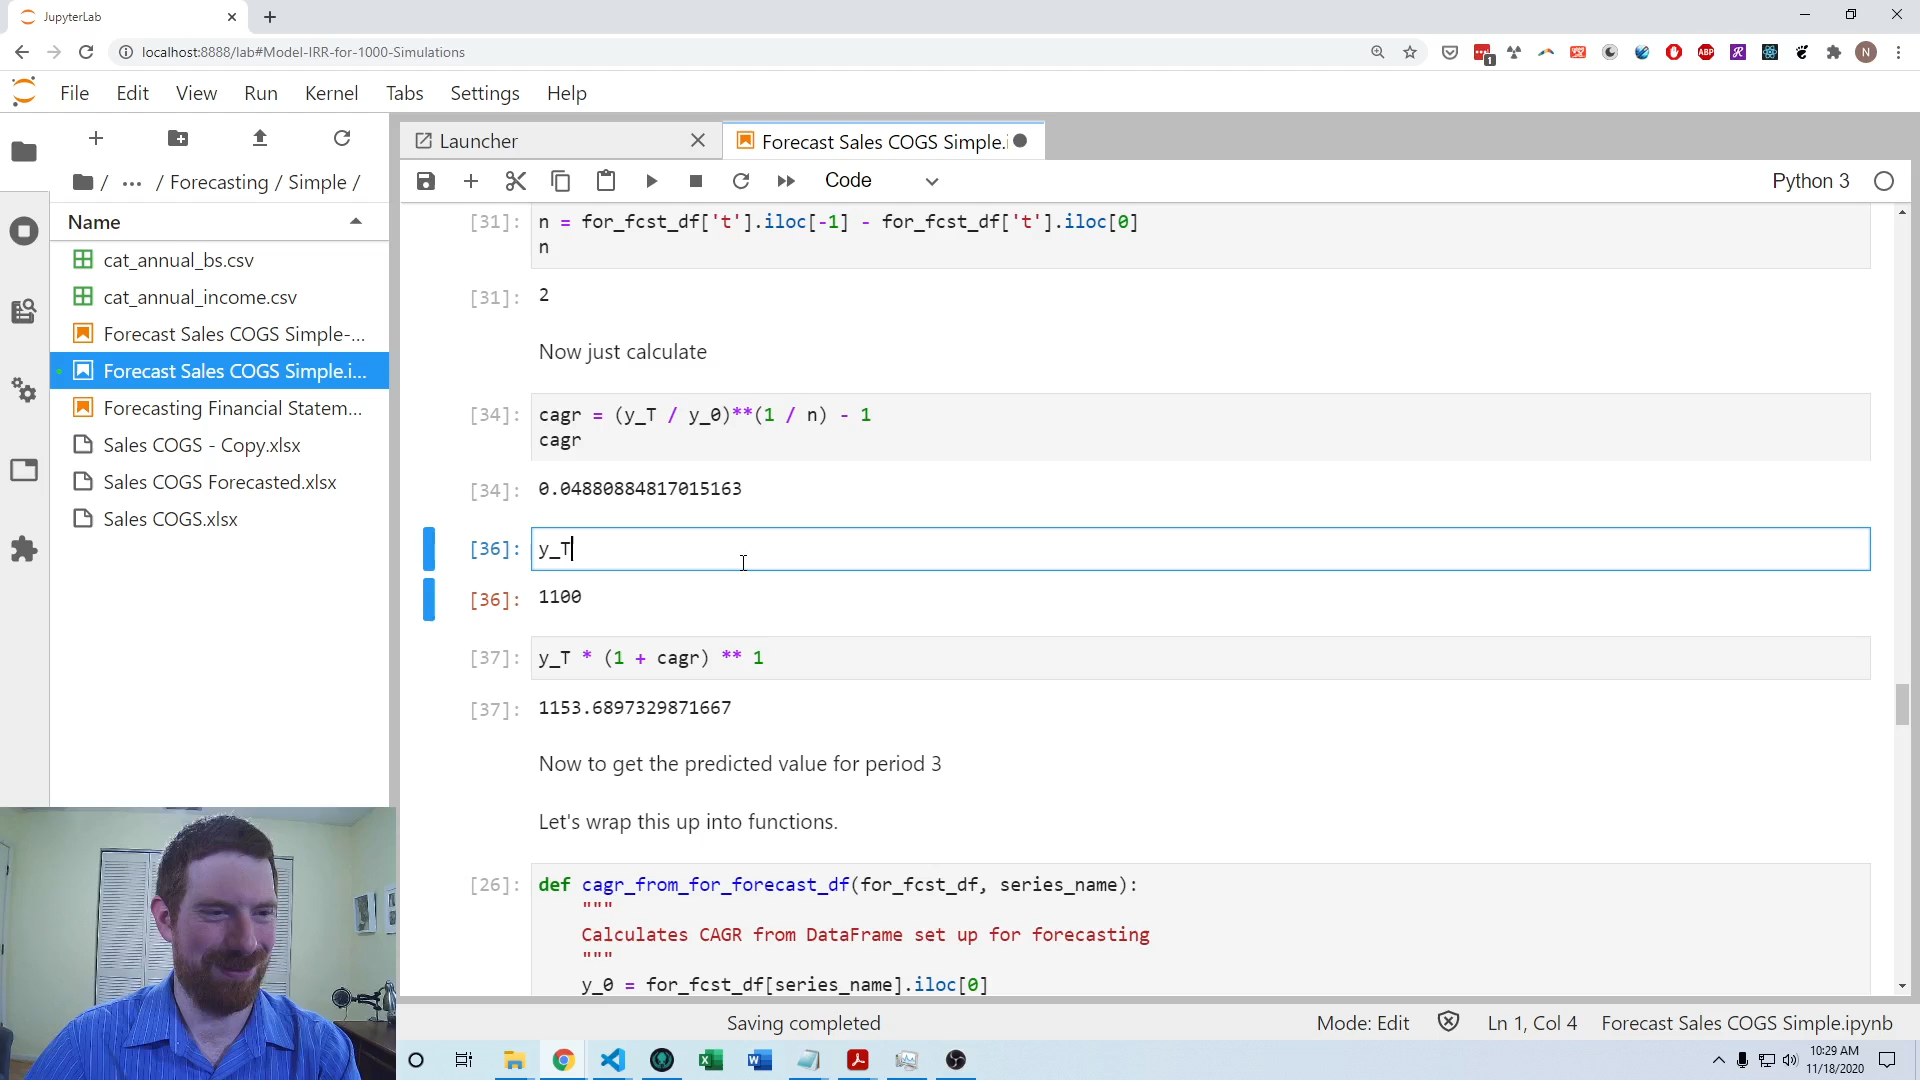 JupyterLab
localhost:8888/lab#Model-IRR-for-1000-Simulations
1
ABP
R
N
File Edit View Run Kernel Tabs Settings Help
Launcher
Forecast Sales COGS Simple.i
/ ... / Forecasting / Simple /
Code
Python 3
Name
cat_annual_bs.csv
cat_annual_income.csv
Forecast Sales COGS Simple-...
Forecast Sales COGS Simple.i...
Forecasting Financial Statem...
Sales COGS - Copy.xlsx
Sales COGS Forecasted.xlsx
Sales COGS.xlsx
[31]: n = for_fcst_df['t'].iloc[-1] - for_fcst_df['t'].iloc[0]
n
[31]: 2
Now just calculate
[34]: cagr = (y_T / y_0)**(1 / n) - 1
cagr
[34]: 0.04880884817015163
[36]: y_T
[36]: 1100
[37]: y_T * (1 + cagr) ** 1
[37]: 1153.6897329871667
Now to get the predicted value for period 3
Let's wrap this up into functions.
[26]: def cagr_from_for_forecast_df(for_fcst_df, series_name):
"""
Calculates CAGR from DataFrame set up for forecasting
"""
y_0 = for_fcst_df[series_name].iloc[0]
Saving completed
Mode: Edit
Ln 1, Col 4
Forecast Sales COGS Simple.ipynb
10:29 AM
11/18/2020